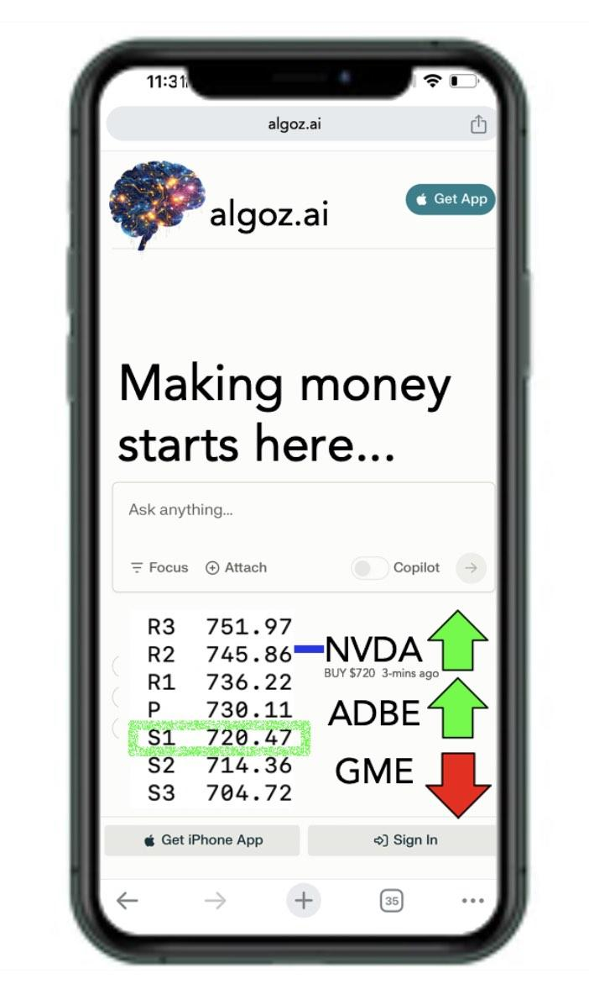 11:31
algoz.ai
algoz.ai
Get App
Making money
starts here...
Ask anything...
Focus Attach Copilot
R3 751.97
R2 745.86
R1 736.22
P 730.11
S1 720.47
S2 714.36
S3 704.72
NVDA
BUY $720 3-mins ago
ADBE
GME
Get iPhone App
Sign In
35